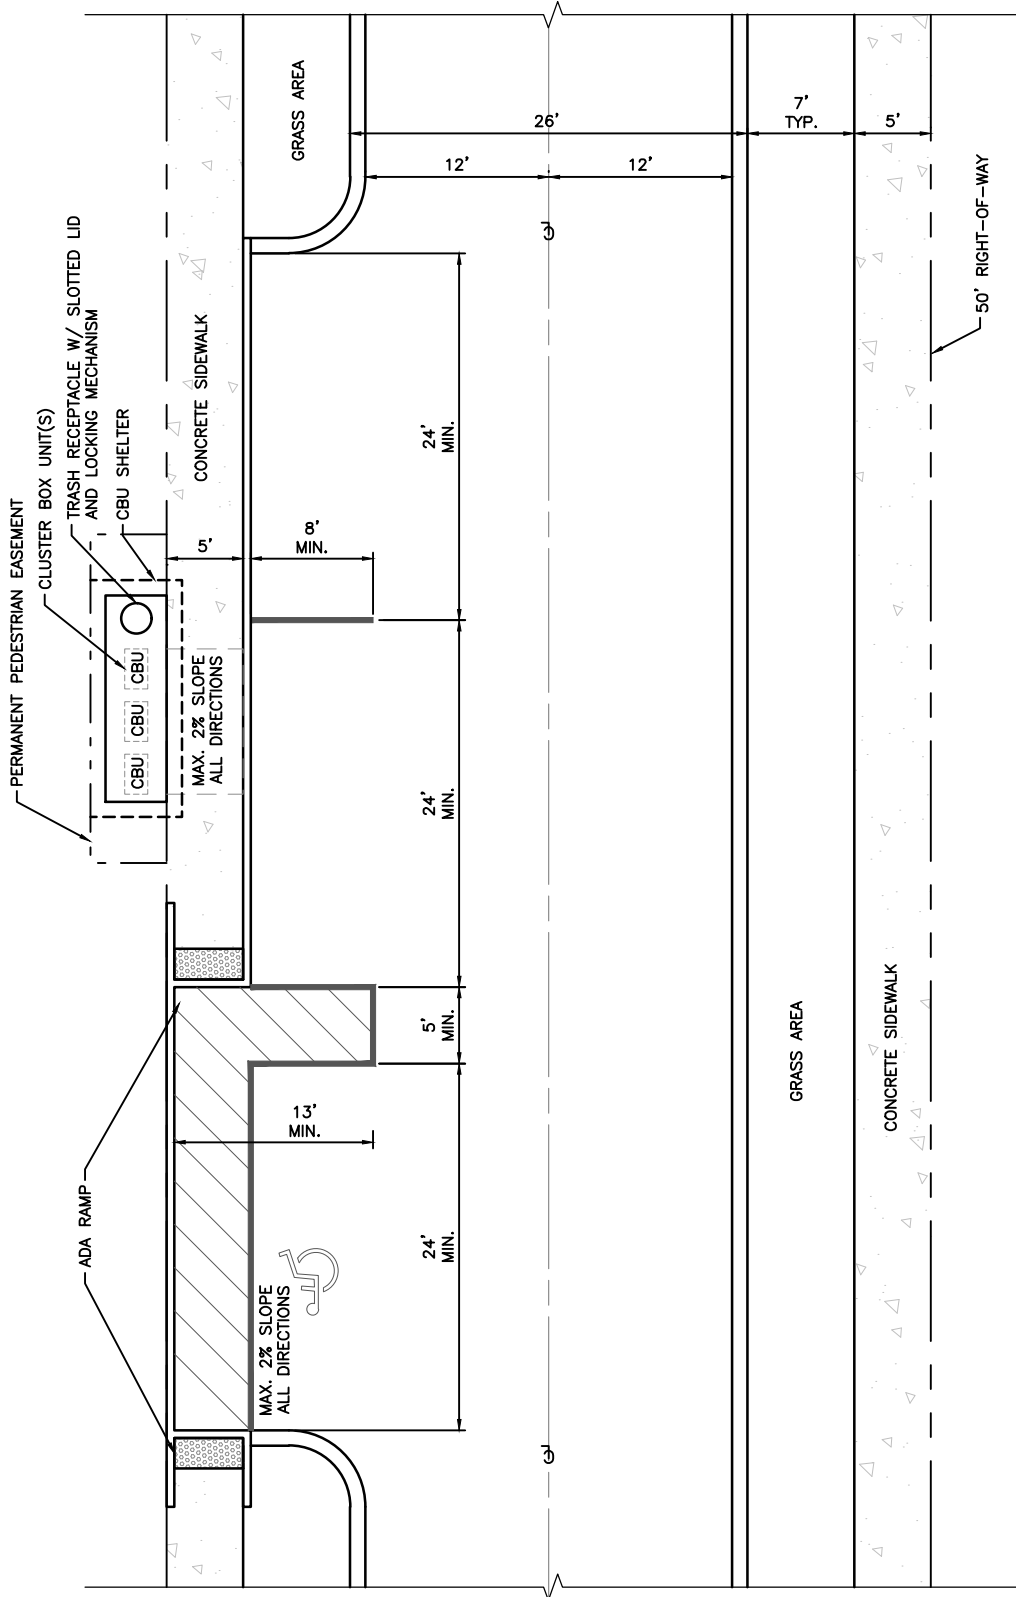 PERMANENT PEDESTRIAN EASEMENT
CLUSTER BOX UNIT(S)
TRASH RECEPTACLE W/ SLOTTED LID
AND LOCKING MECHANISM
CBU SHELTER
CONCRETE SIDEWALK
GRASS AREA
26'
7'
TYP.
5'
12'
12'
50' RIGHT-OF-WAY
℄
24'
MIN.
5'
8'
MIN.
CBU
CBU
CBU
MAX. 2% SLOPE
ALL DIRECTIONS
24'
MIN.
5'
MIN.
GRASS AREA
CONCRETE SIDEWALK
13'
MIN.
ADA RAMP
24'
MIN.
MAX. 2% SLOPE
ALL DIRECTIONS
℄